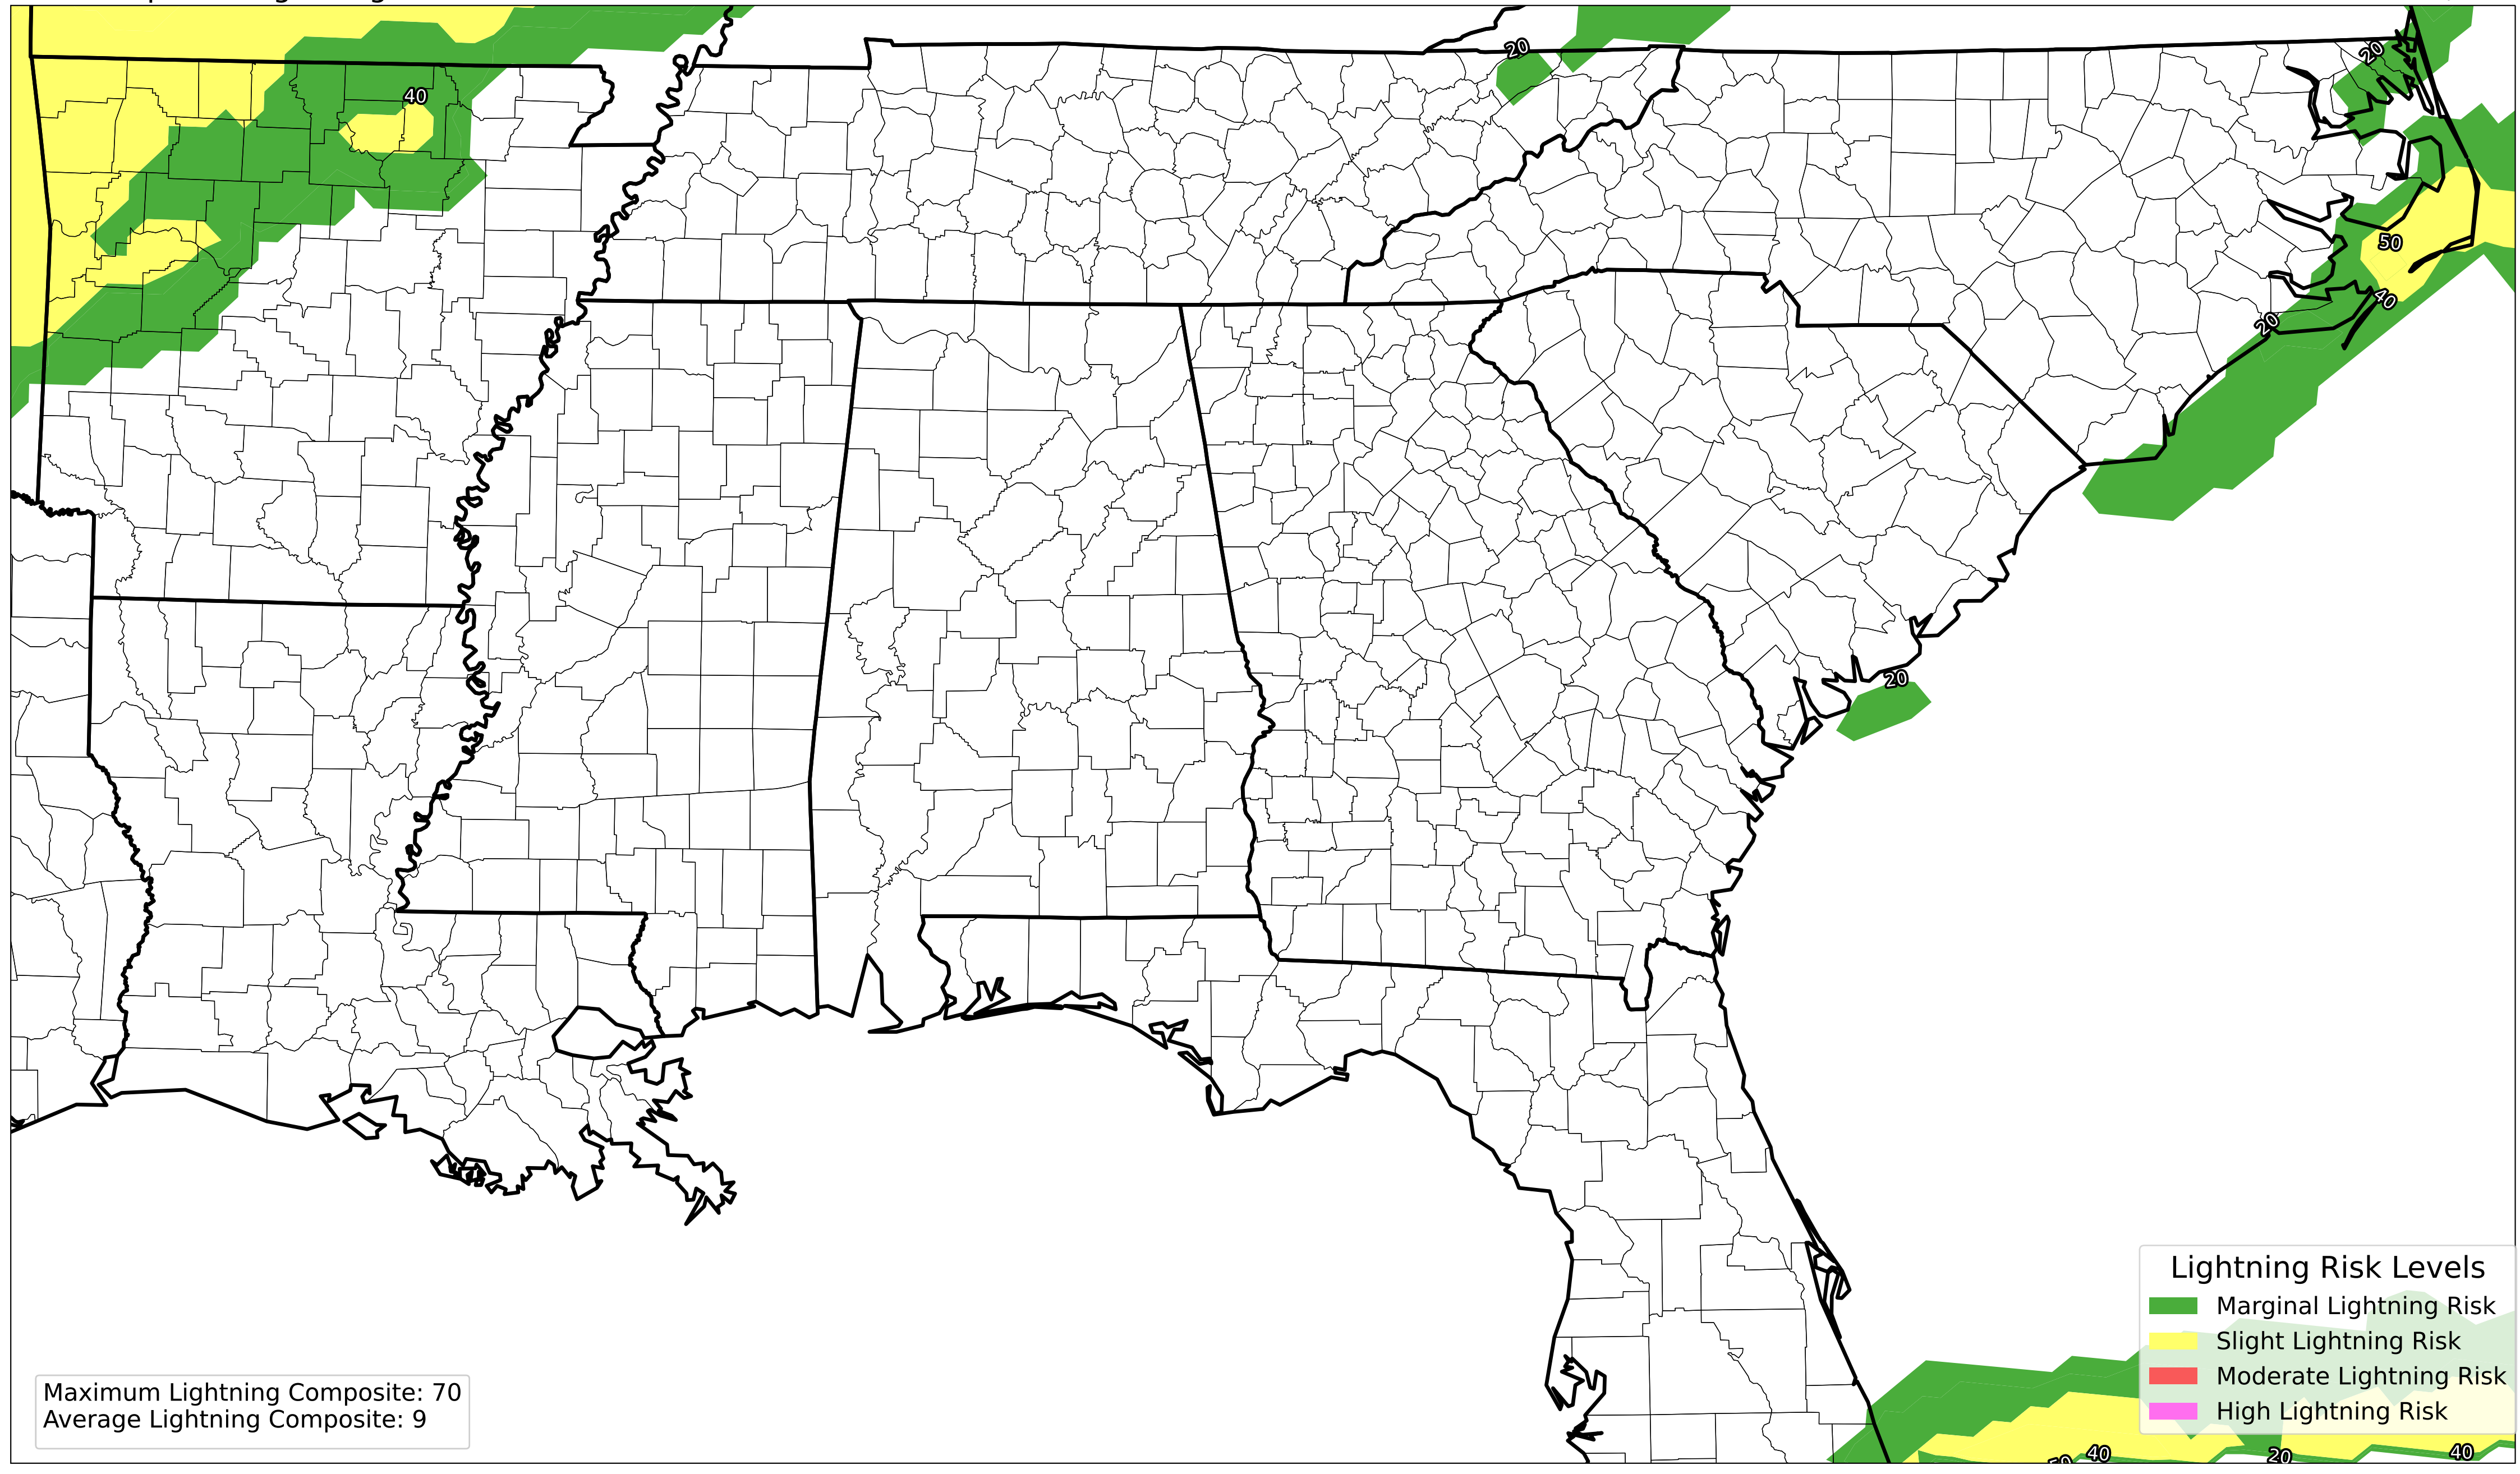 20
20
40
50
40
20
20
Lightning Risk Levels
Marginal Lightning Risk
Slight Lightning Risk
Moderate Lightning Risk
High Lightning Risk
Maximum Lightning Composite: 70
Average Lightning Composite: 9
40
20
40